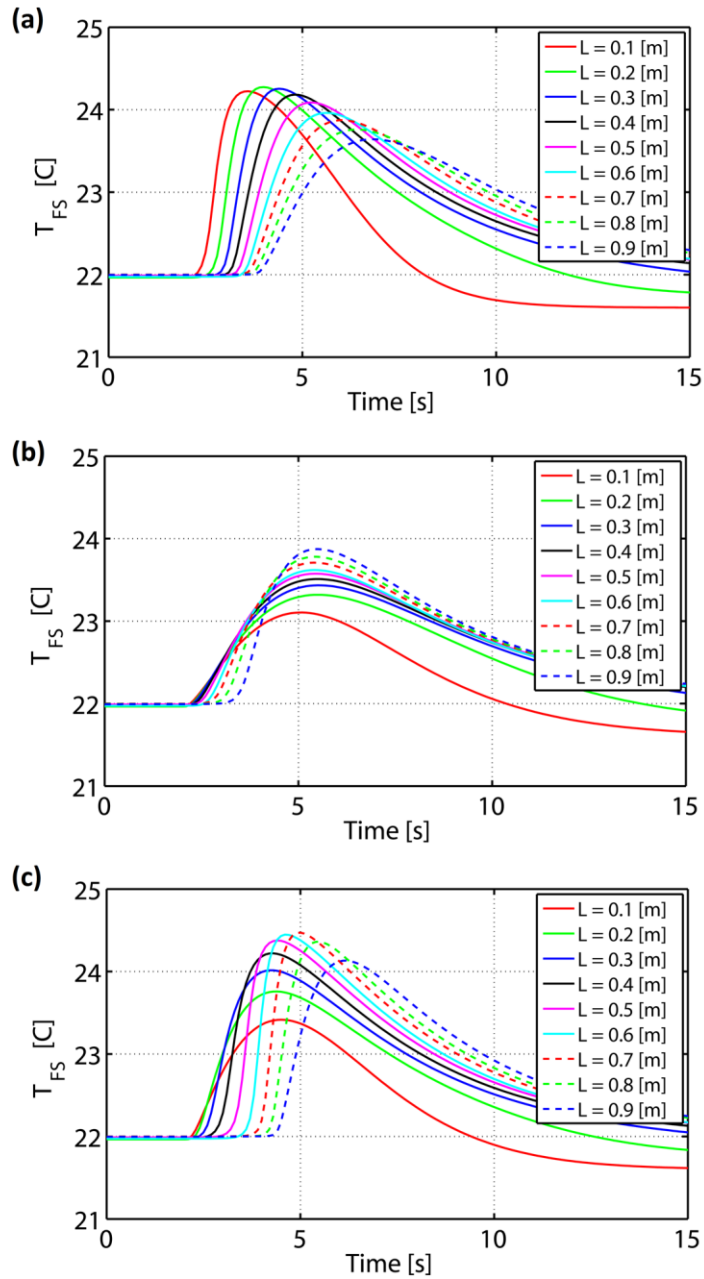 (a)
25
24
23
22
21
T_FS [C]
0
5
10
15
Time [s]
L = 0.1 [m]
L = 0.2 [m]
L = 0.3 [m]
L = 0.4 [m]
L = 0.5 [m]
L = 0.6 [m]
L = 0.7 [m]
L = 0.8 [m]
L = 0.9 [m]
(b)
25
24
23
22
21
T_FS [C]
0
5
10
15
Time [s]
L = 0.1 [m]
L = 0.2 [m]
L = 0.3 [m]
L = 0.4 [m]
L = 0.5 [m]
L = 0.6 [m]
L = 0.7 [m]
L = 0.8 [m]
L = 0.9 [m]
(c)
25
24
23
22
21
T_FS [C]
0
5
10
15
Time [s]
L = 0.1 [m]
L = 0.2 [m]
L = 0.3 [m]
L = 0.4 [m]
L = 0.5 [m]
L = 0.6 [m]
L = 0.7 [m]
L = 0.8 [m]
L = 0.9 [m]